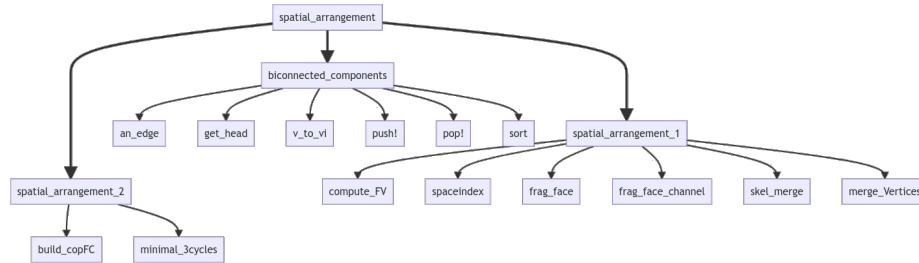 spatial_arrangement
biconnected_components
an_edge
get_head
v_to_vi
push!
pop!
sort
spatial_arrangement_1
spatial_arrangement_2
compute_FV
spaceindex
frag_face
frag_face_channel
skel_merge
merge_Vertices
build_copFC
minimal_3cycles